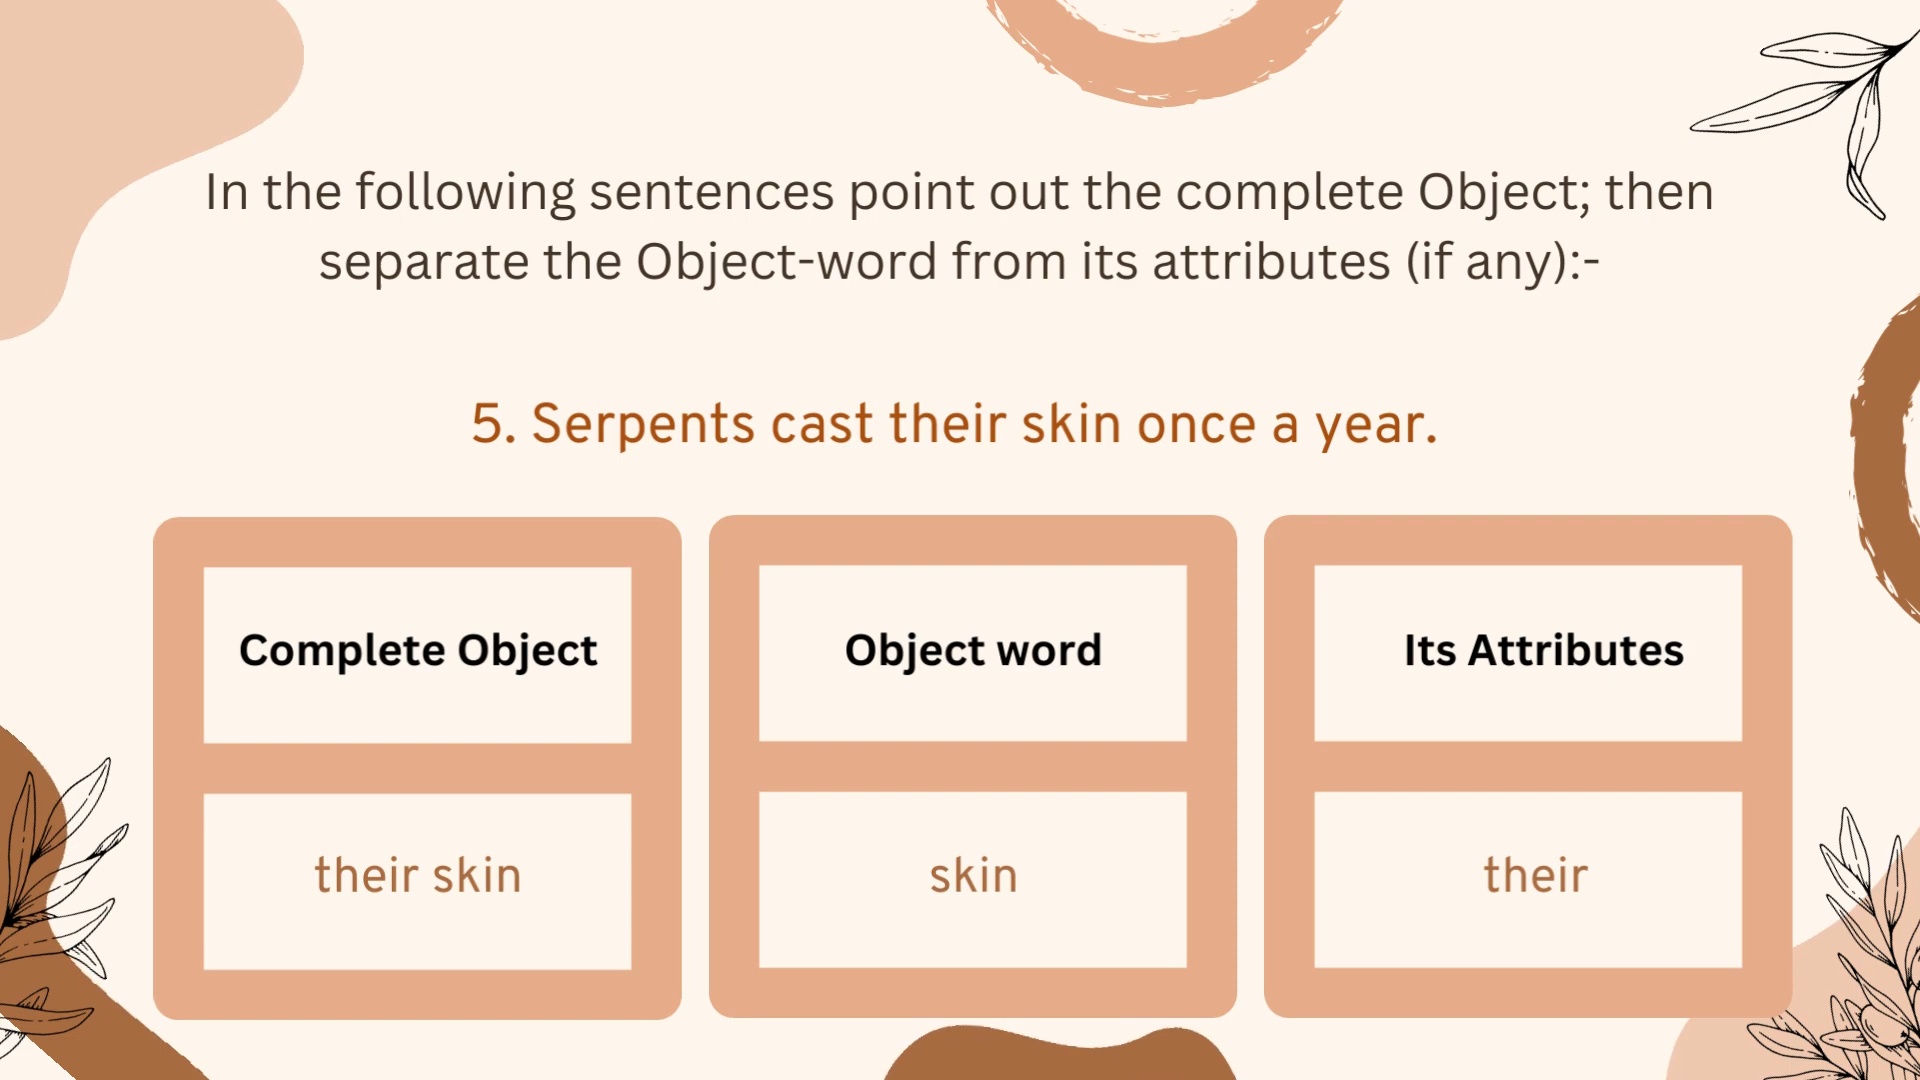 In the following sentences point out the complete Object; then
separate the Object-word from its attributes (if any):-
5. Serpents cast their skin once a year.
Complete Object
Object word
Its Attributes
their skin
skin
their